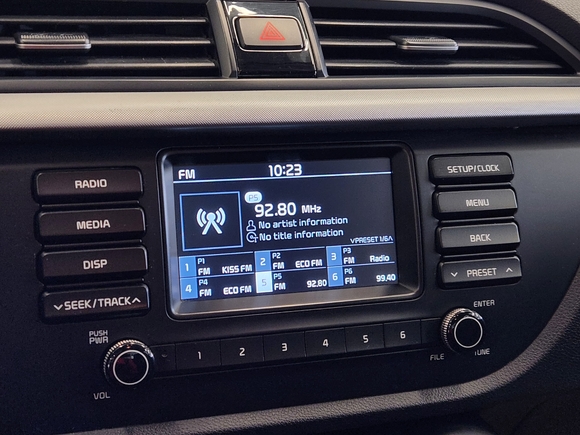 FM 10:23
P5
92.80 MHz
No artist information
No title information
PRESET 1/6
1 P1 FM KISS FM 2 P2 FM ECO FM 3 P3 FM Radio
4 P4 FM ECO FM 5 P5 FM 92.80 6 P6 FM 99.40
RADIO
MEDIA
DISP
SEEK/TRACK
SETUP/CLOCK
MENU
BACK
PRESET
PUSH
PWR
VOL
1 2 3 4 5 6
ENTER
FILE TUNE